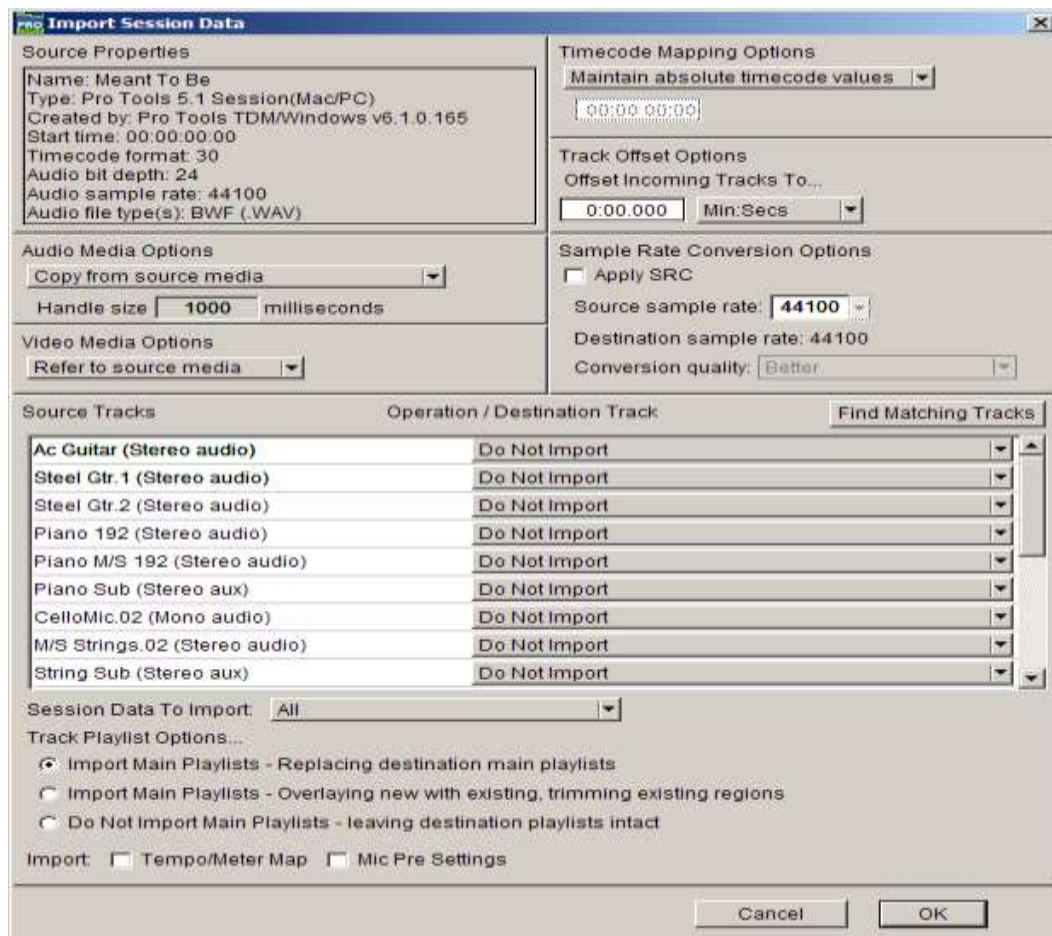 PRO Import Session Data
Source Properties
Name: Meant To Be
Type: Pro Tools 5.1 Session(Mac/PC)
Created by: Pro Tools TDM/Windows v6.1.0.165
Start time: 00:00:00:00
Timecode format: 30
Audio bit depth: 24
Audio sample rate: 44100
Audio file type(s): BWF (.WAV)
Timecode Mapping Options
Maintain absolute timecode values
00:00:00:00
Track Offset Options
Offset Incoming Tracks To...
0:00.000 Min:Secs
Audio Media Options
Copy from source media
Handle size 1000 milliseconds
Video Media Options
Refer to source media
Sample Rate Conversion Options
Apply SRC
Source sample rate: 44100
Destination sample rate: 44100
Conversion quality: Better
Source Tracks Operation / Destination Track Find Matching Tracks
Ac Guitar (Stereo audio) Do Not Import
Steel Gtr.1 (Stereo audio) Do Not Import
Steel Gtr.2 (Stereo audio) Do Not Import
Piano 192 (Stereo audio) Do Not Import
Piano M/S 192 (Stereo audio) Do Not Import
Piano Sub (Stereo aux) Do Not Import
CelloMic.02 (Mono audio) Do Not Import
M/S Strings.02 (Stereo audio) Do Not Import
String Sub (Stereo aux) Do Not Import
Session Data To Import: All
Track Playlist Options...
Import Main Playlists - Replacing destination main playlists
Import Main Playlists - Overlaying new with existing, trimming existing regions
Do Not Import Main Playlists - leaving destination playlists intact
Import: Tempo/Meter Map Mic Pre Settings
Cancel OK